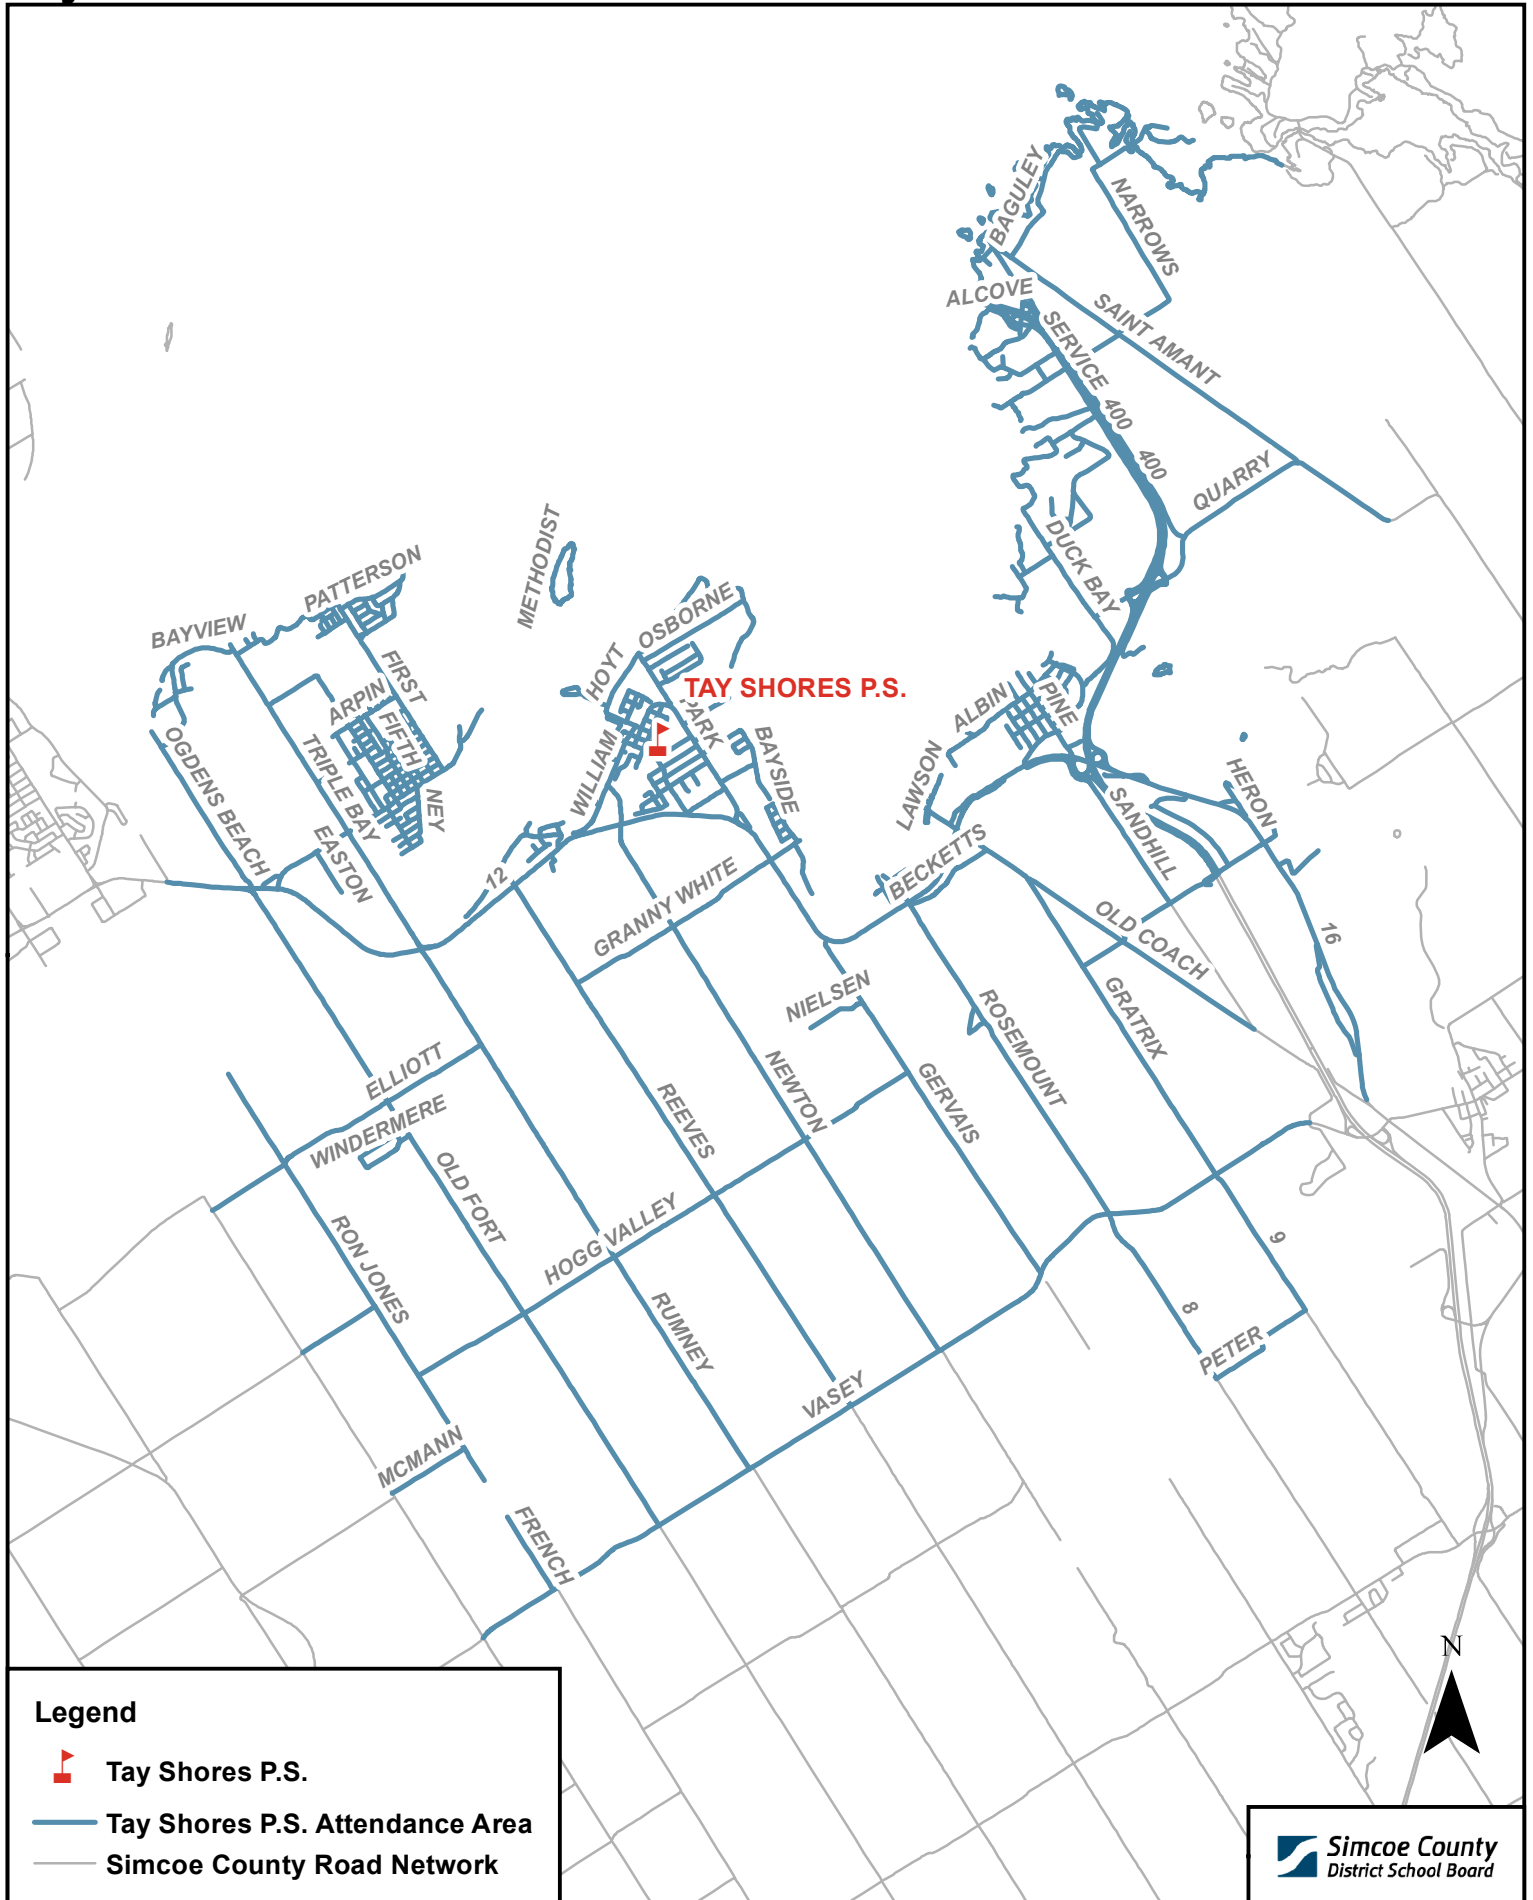 BAGULEY
NARROWS
ALCOVE
SERVICE
SAINT AMANT
400
400
QUARRY
METHODIST
DUCK BAY
PATTERSON
BAYVIEW
OSBORNE
HOYT
FIRST
TAY SHORES P.S.
ARPIN
FIFTH
PARK
ALBIN
PINE
OGDENS BEACH
TRIPLE BAY
WILLIAM
BAYSIDE
LAWSON
HERON
NEY
SANDHILL
EASTON
12
BECKETTS
GRANNY WHITE
OLD COACH
16
NIELSEN
ROSEMOUNT
GRATRIX
ELLIOTT
NEWTON
GERVAIS
REEVES
WINDERMERE
OLD FORT
HOGG VALLEY
RON JONES
9
RUMNEY
8
PETER
VASEY
MCMANN
FRENCH
N
Legend
Tay Shores P.S.
Tay Shores P.S. Attendance Area
Simcoe County Road Network
Simcoe County
District School Board